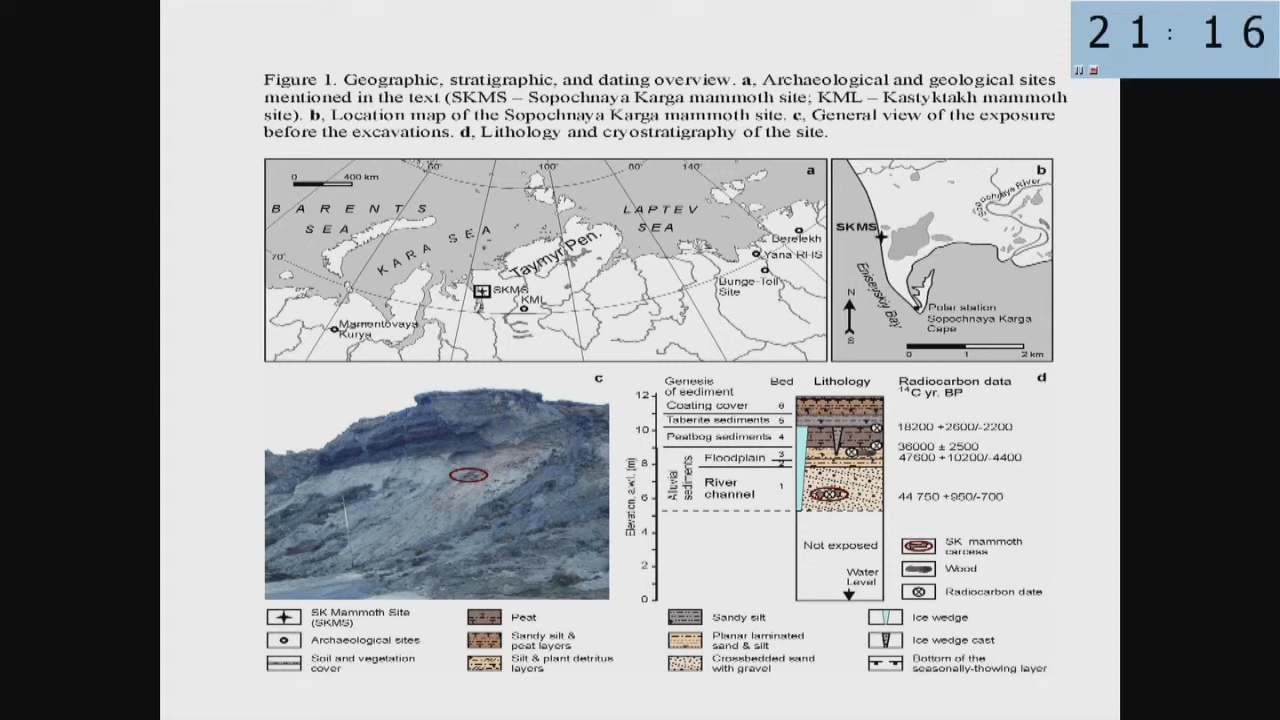 21:16
Figure 1. Geographic, stratigraphic, and dating overview. a, Archaeological and geological sites
mentioned in the text (SKMS – Sopochnaya Karga mammoth site; KML – Kastyktakh mammoth
site). b, Location map of the Sopochnaya Karga mammoth site. c, General view of the exposure
before the excavations. d, Lithology and cryostratigraphy of the site.
0 400 km
60°
100°
80°
140°
a
BARENTS
SEA
KARA SEA
LAPTEV
SEA
70°
Taymyr Pen.
SKMS
KML
Mamontovaya
Kurya
Berelekh
Yana RHS
Bunge-Toll
Site
b
SKMS
Sopochnaya River
Eniseyskiy Bay
N
S
Polar station
Sopochnaya Karga
Cape
0 1 2 km
c
d
Genesis
of sediment
Bed
Lithology
Radiocarbon data
14C yr. BP
Elevation, a.w.l. (m)
12
10
8
6
4
2
0
Coating cover 6
Taberite sediments 5
Peatbog sediments 4
Alluvial
sediments
Floodplain 3
2
River
channel 1
18200 +2600/-2200
36000 ± 2500
47600 +10200/-4400
44 750 +950/-700
Not exposed
Water
Level
SK mammoth
carcess
Wood
Radiocarbon date
SK Mammoth Site
(SKMS)
Archaeological sites
Soil and vegetation
cover
Peat
Sandy silt &
peat layers
Silt & plant detritus
layers
Sandy silt
Planar laminated
sand & silt
Crossbedded sand
with gravel
Ice wedge
Ice wedge cast
Bottom of the
seasonally-thowing layer